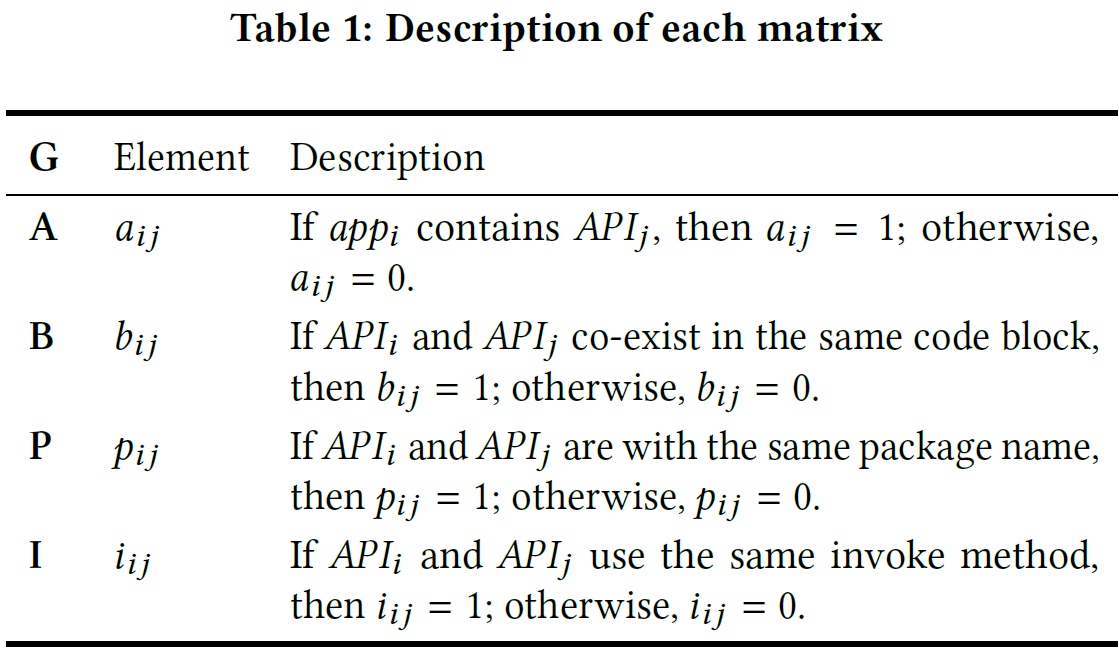 Table 1: Description of each matrix
G Element Description
A a_{ij} If app_i contains API_j, then a_{ij} = 1; otherwise,
a_{ij} = 0.
B b_{ij} If API_i and API_j co-exist in the same code block,
then b_{ij} = 1; otherwise, b_{ij} = 0.
P p_{ij} If API_i and API_j are with the same package name,
then p_{ij} = 1; otherwise, p_{ij} = 0.
I i_{ij} If API_i and API_j use the same invoke method,
then i_{ij} = 1; otherwise, i_{ij} = 0.